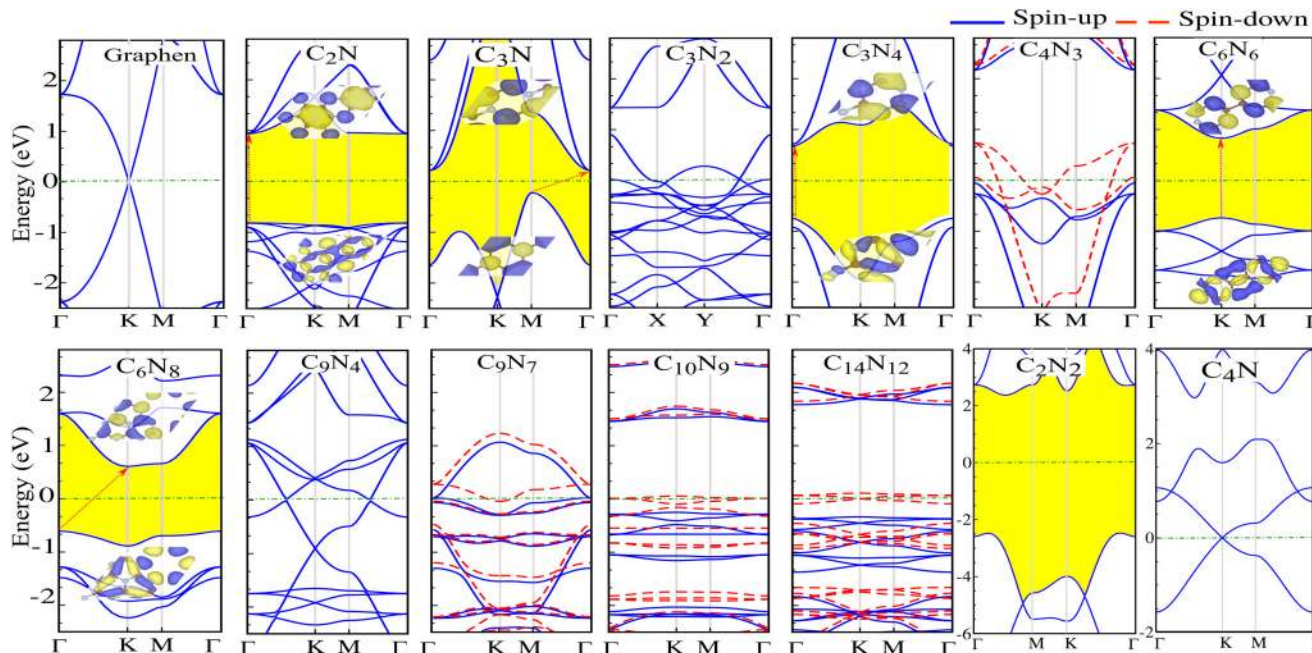 Spin-up Spin-down
Graphen C₂N C₃N C₃N₂ C₃N₄ C₄N₃ C₆N₆
Energy (eV)
2
1
0
-1
-2
Γ K M Γ Γ K M Γ Γ K M Γ Γ X Y Γ Γ K M Γ Γ K M Γ Γ K M Γ
C₆N₈ C₉N₄ C₉N₇ C₁₀N₉ C₁₄N₁₂ C₂N₂ C₄N
Energy (eV)
2 4 4
1 2 2
0 0
-1 -2 0
-2 -4
-6 -2
Γ K M Γ Γ K M Γ Γ K M Γ Γ K M Γ Γ K M Γ Γ M K Γ Γ K M Γ